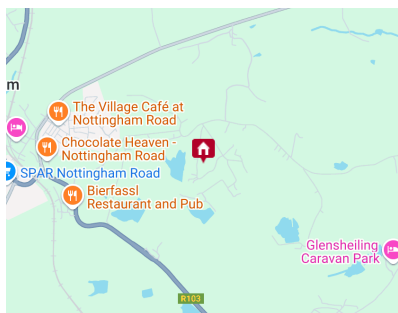 m
The Village Café at
Nottingham Road
Chocolate Heaven -
Nottingham Road
SPAR Nottingham Road
Bierfassl
Restaurant and Pub
Glensheiling
Caravan Park
R103